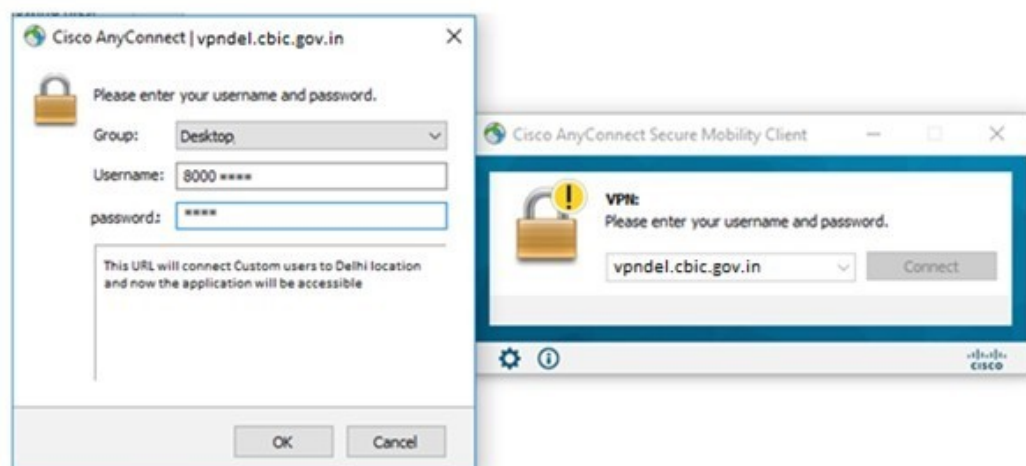 Cisco AnyConnect | vpndel.cbic.gov.in
Please enter your username and password.
Group: Desktop
Username: 8000 ****
password.: ****
This URL will connect Custom users to Delhi location
and now the application will be accessible
OK Cancel
Cisco AnyConnect Secure Mobility Client
VPN:
Please enter your username and password.
vpndel.cbic.gov.in Connect
CISCO